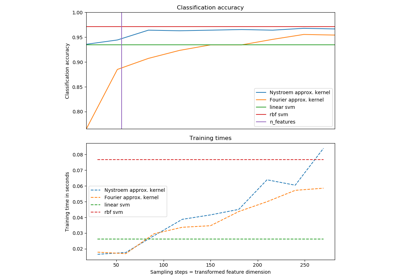 Classification accuracy
1.00
0.95
0.90
0.85
0.80
Classification accuracy
Nystroem approx. kernel
Fourier approx. kernel
linear svm
rbf svm
n_features
Training times
0.08
0.07
0.06
0.05
0.04
0.03
0.02
Training time in seconds
Nystroem approx. kernel
Fourier approx. kernel
linear svm
rbf svm
50
100
150
200
250
Sampling steps = transformed feature dimension